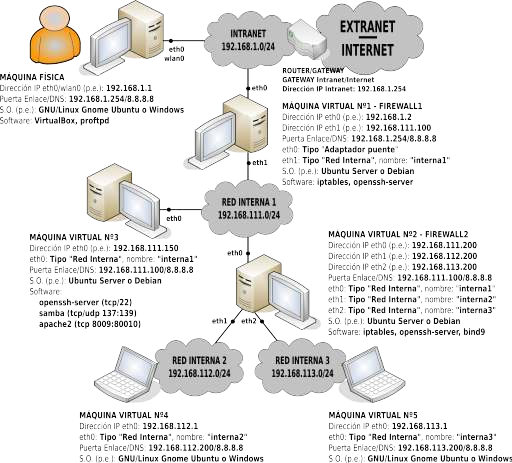 INTRANET
192.168.1.0/24
EXTRANET
INTERNET
eth0
wlan0
eth0
ROUTER/GATEWAY
GATEWAY Intranet/Internet
Dirección IP Intranet: 192.168.1.254
MÁQUINA FÍSICA
Dirección IP eth0/wlan0 (p.e.): 192.168.1.1
Puerta Enlace/DNS: 192.168.1.254/8.8.8.8
S.O. (p.e.): GNU/Linux Gnome Ubuntu o Windows
Software: VirtualBox, proftpd
MÁQUINA VIRTUAL Nº1 - FIREWALL1
Dirección IP eth0 (p.e.): 192.168.1.2
Dirección IP eth1 (p.e.): 192.168.111.100
Puerta Enlace/DNS: 192.168.1.254/8.8.8.8
eth0: Tipo "Adaptador puente"
eth1: Tipo "Red Interna", nombre: "interna1"
S.O. (p.e.): Ubuntu Server o Debian
Software: iptables, openssh-server
eth1
RED INTERNA 1
192.168.111.0/24
eth0
eth0
MÁQUINA VIRTUAL Nº3
Dirección IP eth0 (p.e.): 192.168.111.150
eth0: Tipo "Red Interna", nombre: "interna1"
Puerta Enlace/DNS: 192.168.111.100/8.8.8.8
S.O. (p.e.): Ubuntu Server o Debian
Software:
openssh-server (tcp/22)
samba (tcp/udp 137:139)
apache2 (tcp 8009:80010)
MÁQUINA VIRTUAL Nº2 - FIREWALL2
Dirección IP eth0 (p.e.): 192.168.111.200
Dirección IP eth1 (p.e.): 192.168.112.200
Dirección IP eth2 (p.e.): 192.168.113.200
Puerta Enlace/DNS: 192.168.111.100/8.8.8.8
eth0: Tipo "Red Interna", nombre: "interna1"
eth1: Tipo "Red Interna", nombre: "interna2"
eth2: Tipo "Red Interna", nombre: "interna3"
S.O. (p.e.): Ubuntu Server o Debian
Software: iptables, openssh-server, bind9
eth1
eth2
RED INTERNA 2
192.168.112.0/24
RED INTERNA 3
192.168.113.0/24
MÁQUINA VIRTUAL Nº4
Dirección IP eth0: 192.168.112.1
eth0: Tipo "Red Interna", nombre: "interna2"
Puerta Enlace/DNS: 192.168.112.200/8.8.8.8
S.O. (p.e.): GNU/Linux Gnome Ubuntu o Windows
MÁQUINA VIRTUAL Nº5
Dirección IP eth0: 192.168.113.1
eth0: Tipo "Red Interna", nombre: "interna3"
Puerta Enlace/DNS: 192.168.113.200/8.8.8.8
S.O. (p.e.): GNU/Linux Gnome Ubuntu o Windows